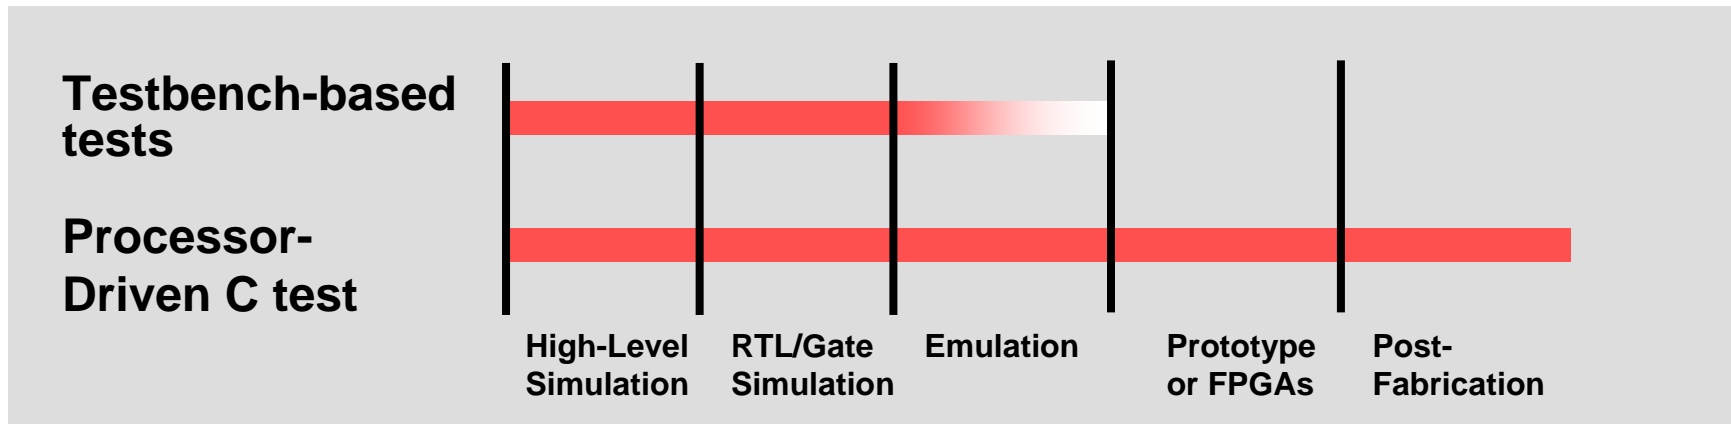 Testbench-based
tests
Processor-
Driven C test
High-Level
Simulation
RTL/Gate
Simulation
Emulation
Prototype
or FPGAs
Post-
Fabrication